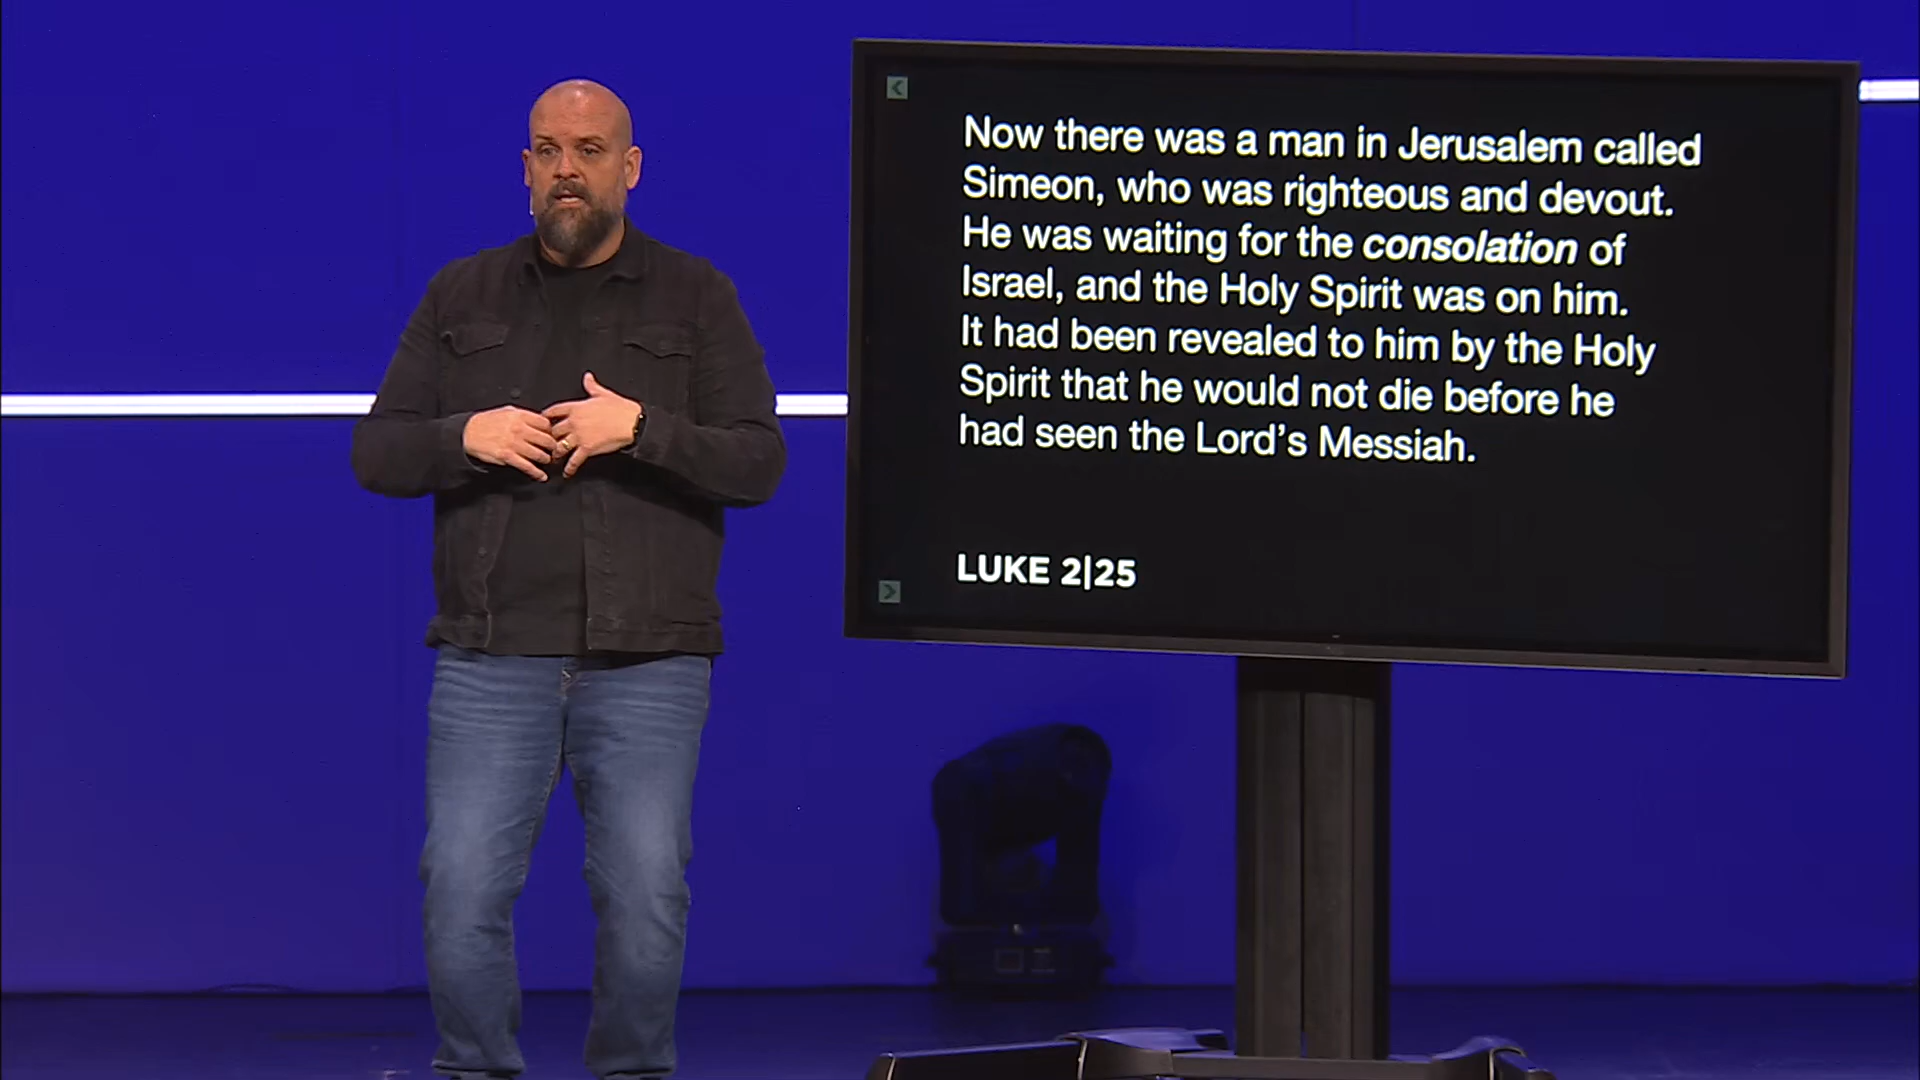 Now there was a man in Jerusalem called
Simeon, who was righteous and devout.
He was waiting for the consolation of
Israel, and the Holy Spirit was on him.
It had been revealed to him by the Holy
Spirit that he would not die before he
had seen the Lord’s Messiah.
LUKE 2|25